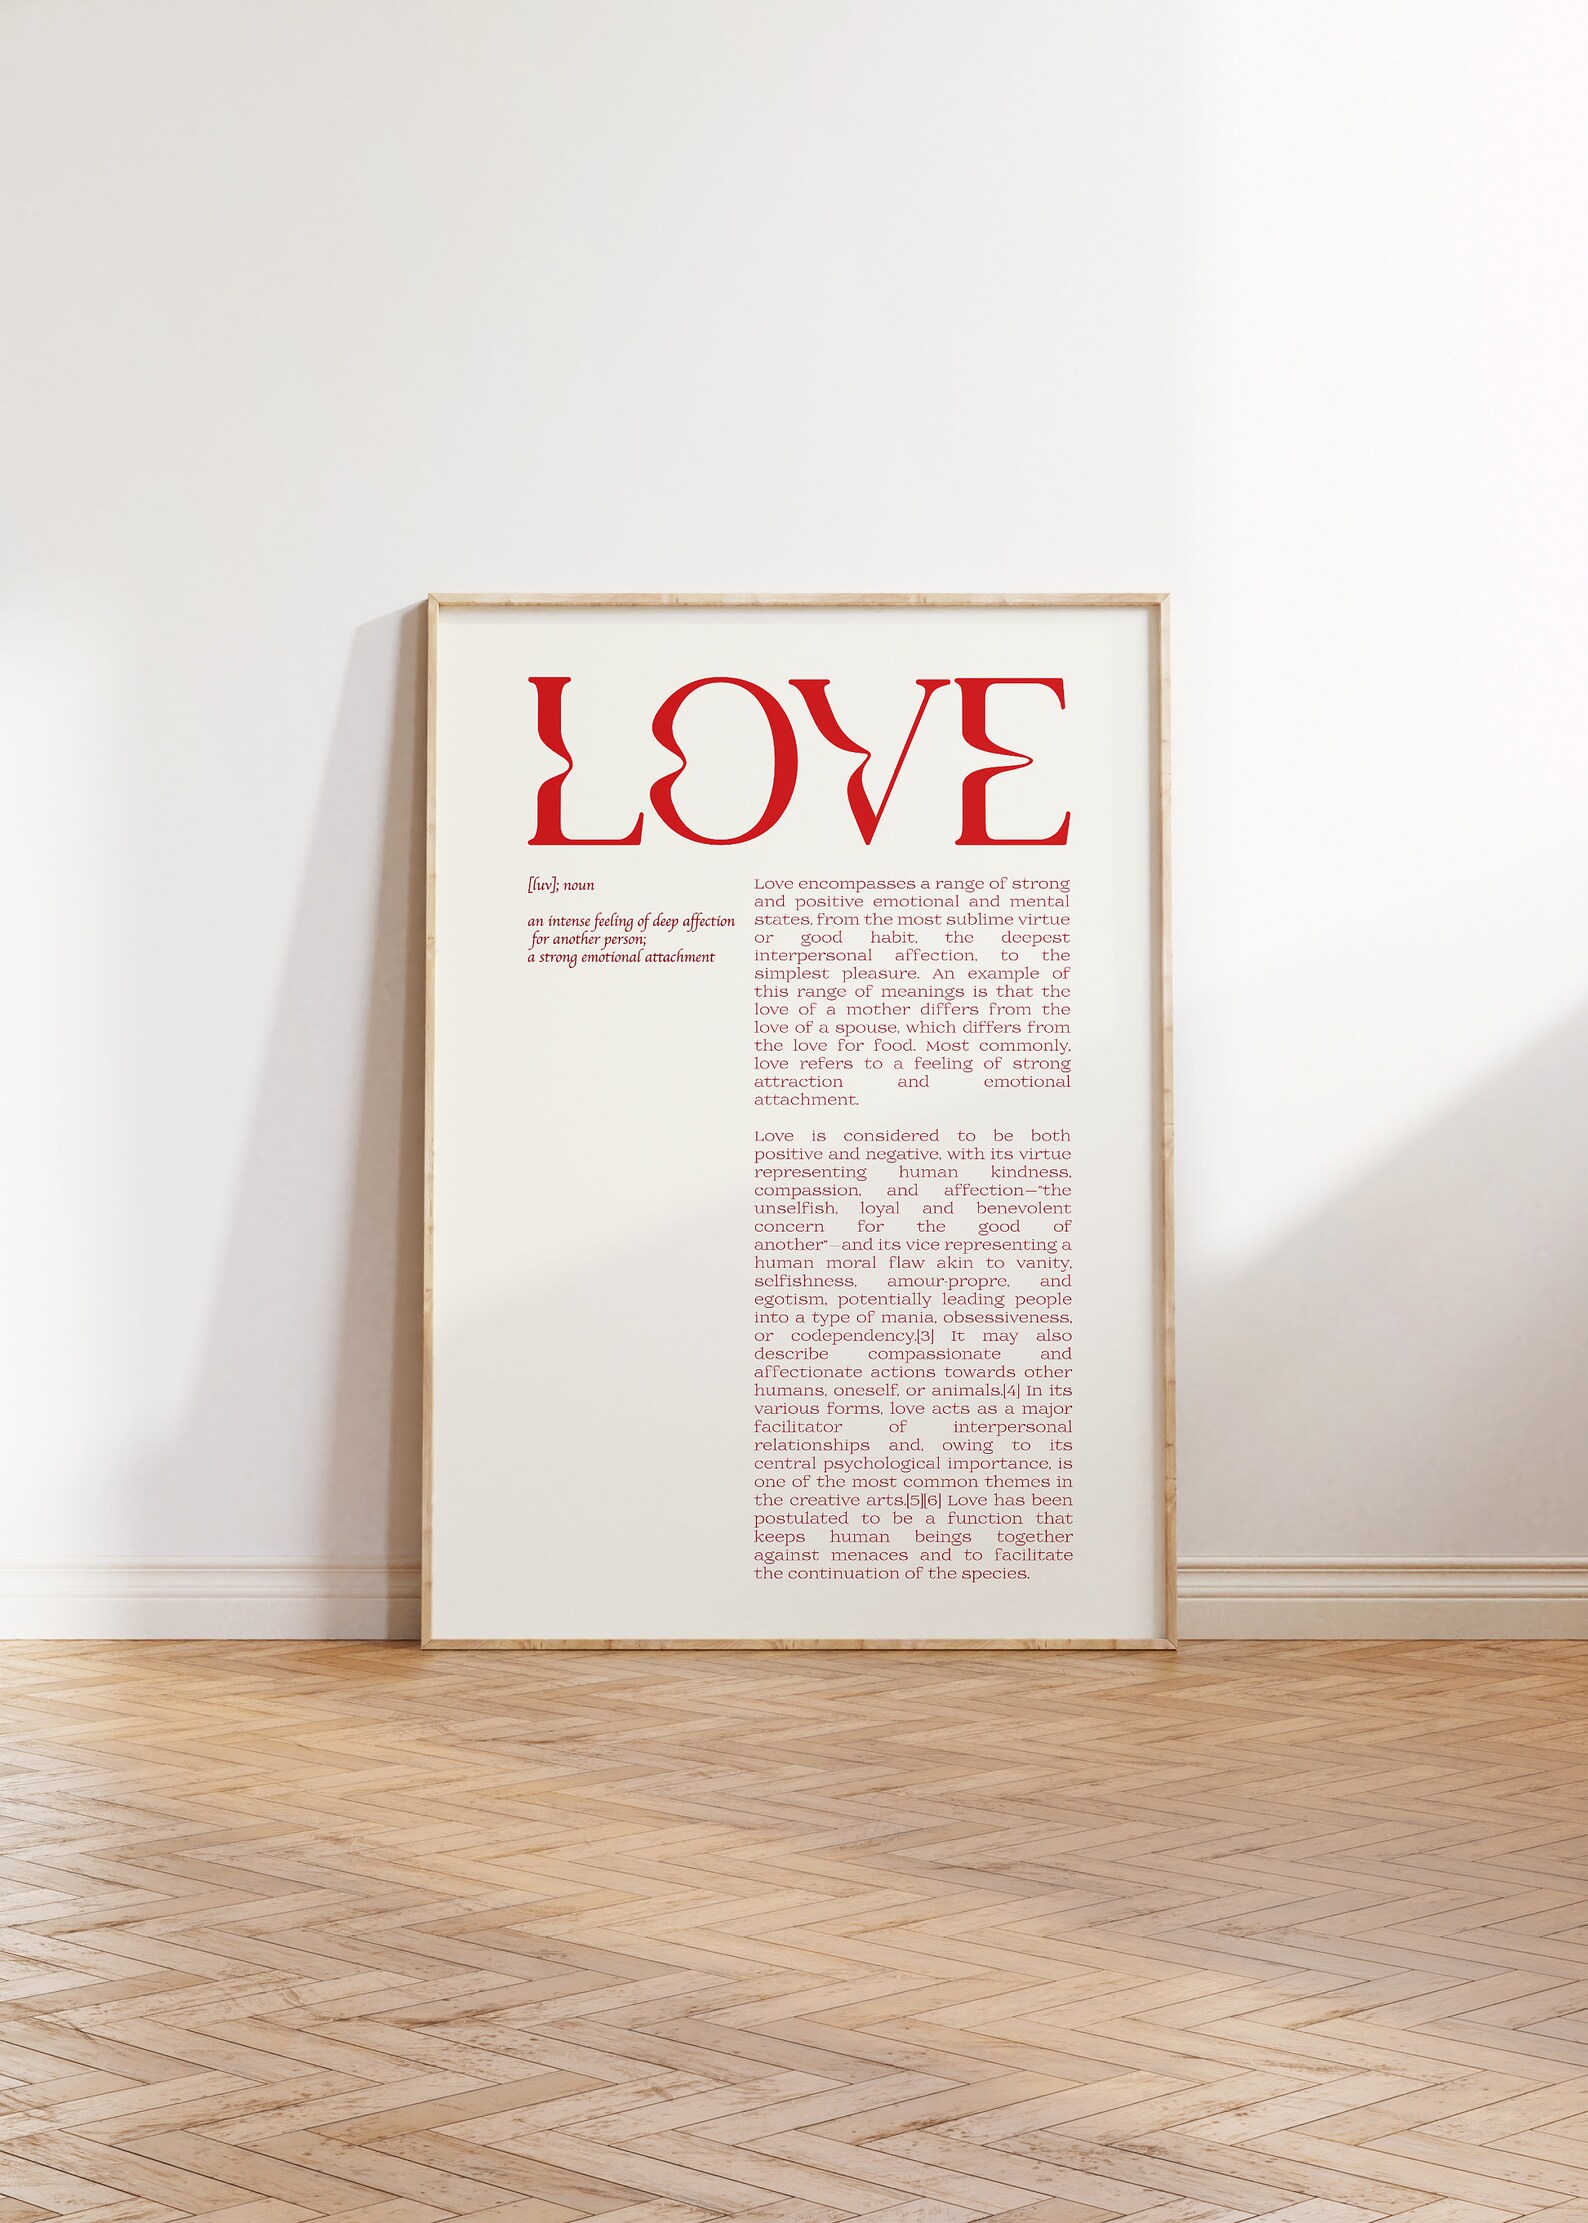 LOVE
[luv]; noun
an intense feeling of deep affection
for another person;
a strong emotional attachment
Love encompasses a range of strong
and positive emotional and mental
states, from the most sublime virtue
or good habit, the deepest
interpersonal affection, to the
simplest pleasure. An example of
this range of meanings is that the
love of a mother differs from the
love of a spouse, which differs from
the love for food. Most commonly,
love refers to a feeling of strong
attraction and emotional
attachment.
Love is considered to be both
positive and negative, with its virtue
representing human kindness,
compassion, and affection—"the
unselfish, loyal and benevolent
concern for the good of
another"—and its vice representing a
human moral flaw akin to vanity,
selfishness, amour-propre, and
egotism, potentially leading people
into a type of mania, obsessiveness,
or codependency.[3] It may also
describe compassionate and
affectionate actions towards other
humans, oneself, or animals.[4] In its
various forms, love acts as a major
facilitator of interpersonal
relationships and, owing to its
central psychological importance, is
one of the most common themes in
the creative arts.[5][6] Love has been
postulated to be a function that
keeps human beings together
against menaces and to facilitate
the continuation of the species.